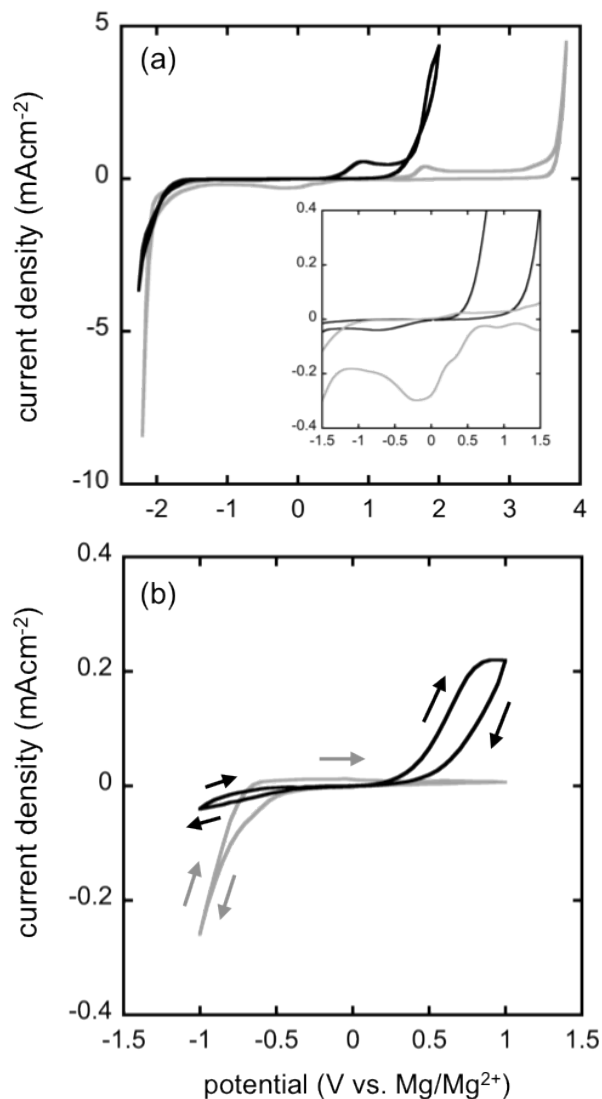 (a)
5
0
-5
-10
current density (mAcm-2)
0.4
0.2
0
-0.2
-0.4
-1.5 -1 -0.5 0 0.5 1 1.5
-2 -1 0 1 2 3 4
(b)
0.4
0.2
0
-0.2
-0.4
current density (mAcm-2)
-1.5 -1 -0.5 0 0.5 1 1.5
potential (V vs. Mg/Mg2+)